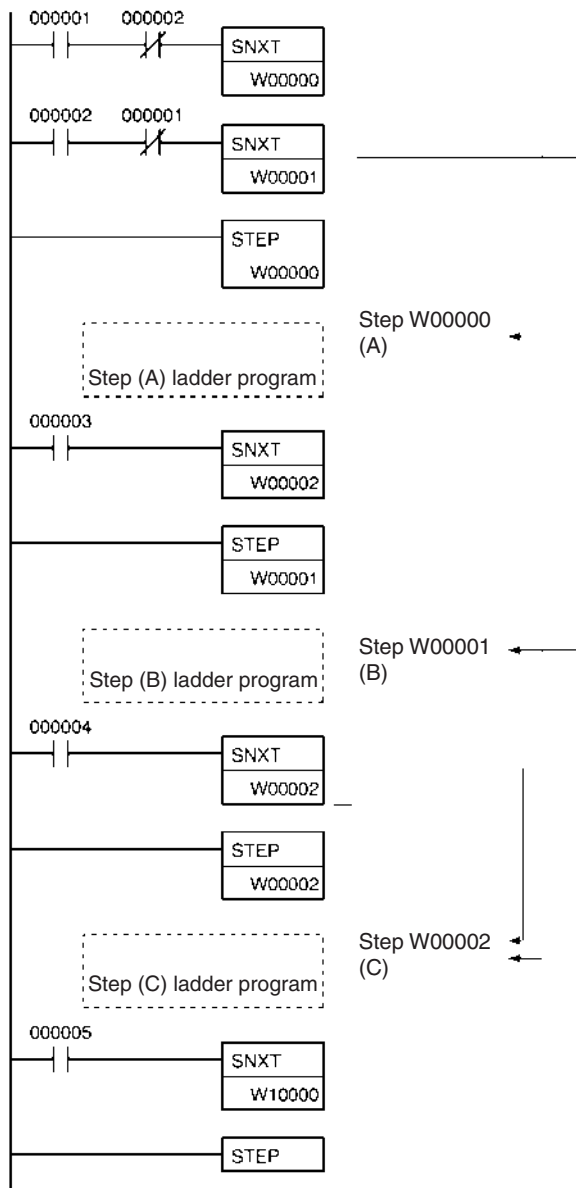 000001 000002
SNXT
W00000
000002 000001
SNXT
W00001
STEP
W00000
Step W00000
(A)
Step (A) ladder program
000003
SNXT
W00002
STEP
W00001
Step W00001
(B)
Step (B) ladder program
000004
SNXT
W00002
STEP
W00002
Step W00002
(C)
Step (C) ladder program
000005
SNXT
W10000
STEP